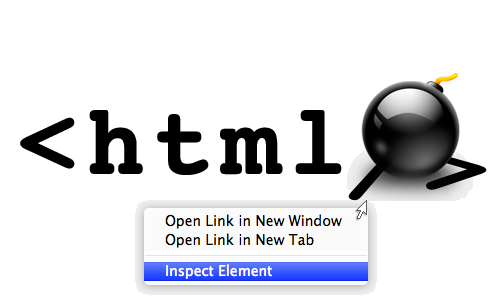 <html/>
Open Link in New Window
Open Link in New Tab
Inspect Element